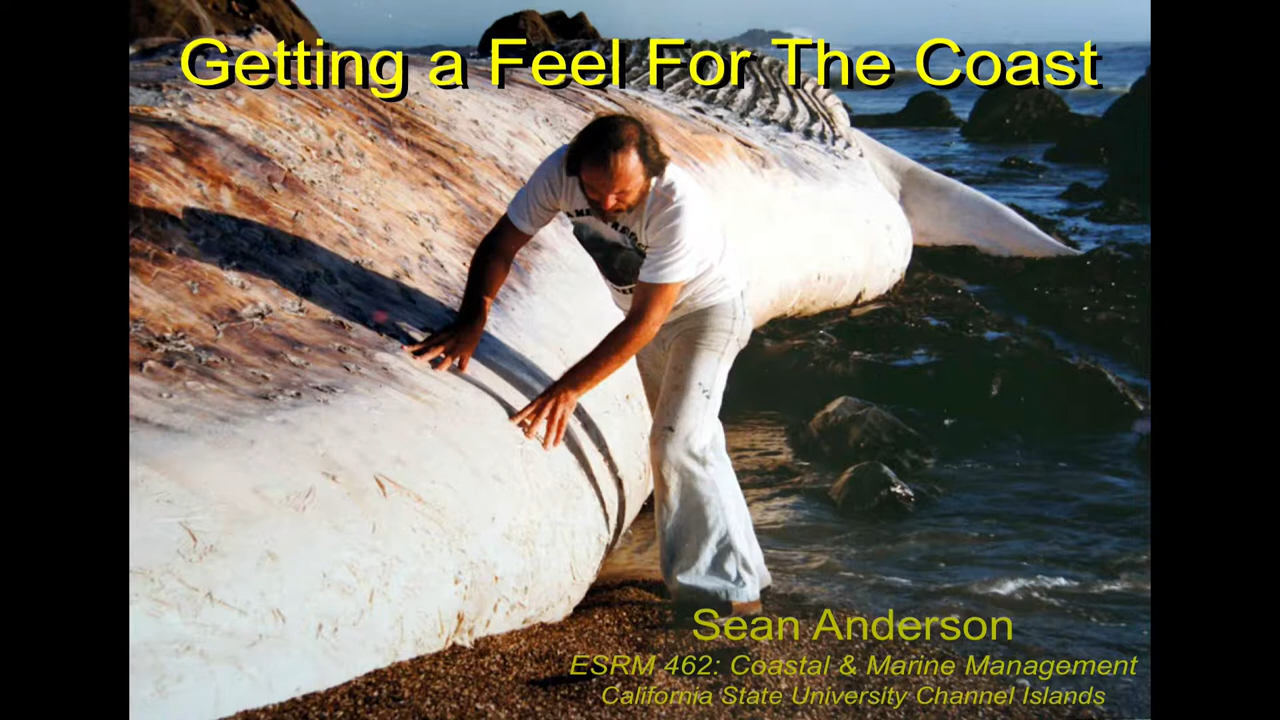 Getting a Feel For The Coast
Sean Anderson
ESRM 462: Coastal & Marine Management
California State University Channel Islands